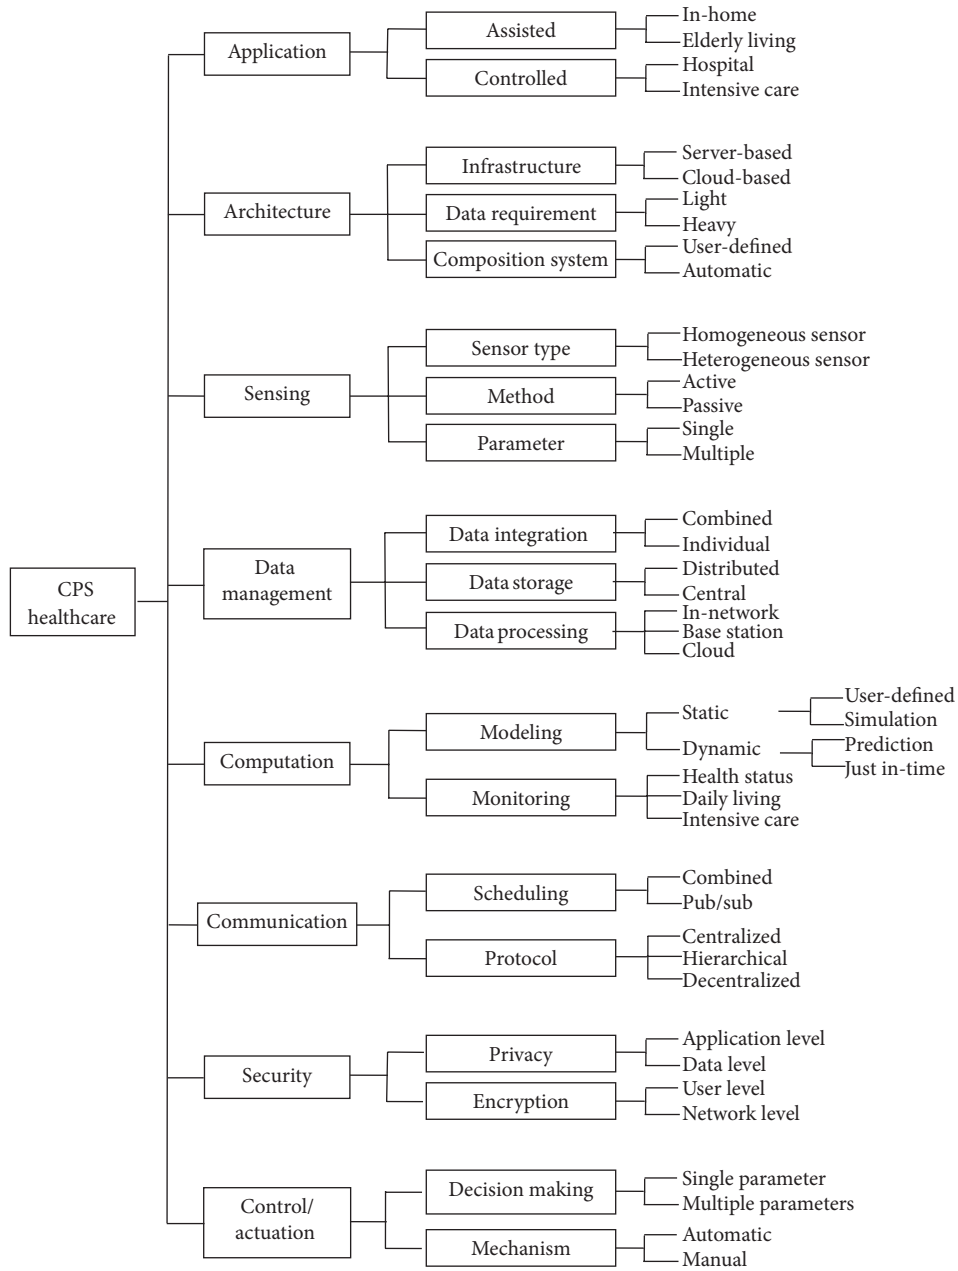 CPS
healthcare
Application
Assisted
In-home
Elderly living
Controlled
Hospital
Intensive care
Architecture
Infrastructure
Server-based
Cloud-based
Data requirement
Light
Heavy
Composition system
User-defined
Automatic
Sensing
Sensor type
Homogeneous sensor
Heterogeneous sensor
Method
Active
Passive
Parameter
Single
Multiple
Data
management
Data integration
Combined
Individual
Data storage
Distributed
Central
Data processing
In-network
Base station
Cloud
Computation
Modeling
Static
User-defined
Simulation
Dynamic
Prediction
Just in-time
Monitoring
Health status
Daily living
Intensive care
Communication
Scheduling
Combined
Pub/sub
Protocol
Centralized
Hierarchical
Decentralized
Security
Privacy
Application level
Data level
Encryption
User level
Network level
Control/
actuation
Decision making
Single parameter
Multiple parameters
Mechanism
Automatic
Manual